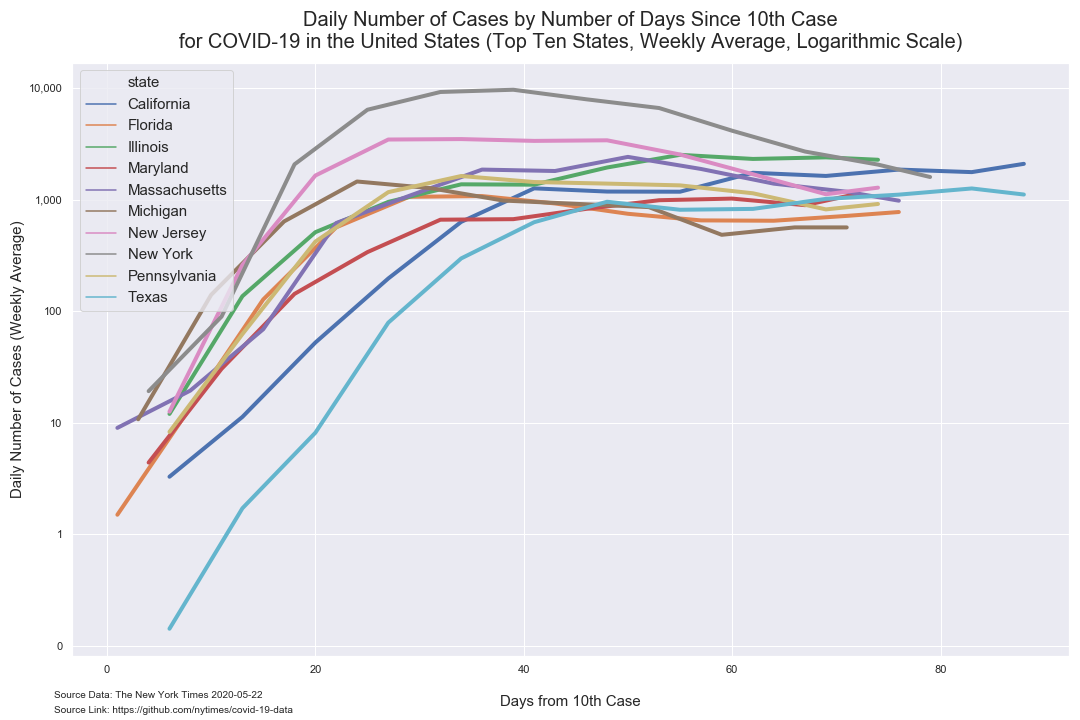 Daily Number of Cases by Number of Days Since 10th Case
for COVID-19 in the United States (Top Ten States, Weekly Average, Logarithmic Scale)
state
California
Florida
Illinois
Maryland
Massachusetts
Michigan
New Jersey
New York
Pennsylvania
Texas
10,000
1,000
100
10
1
0
Daily Number of Cases (Weekly Average)
0 20 40 60 80
Days from 10th Case
Source Data: The New York Times 2020-05-22
Source Link: https://github.com/nytimes/covid-19-data